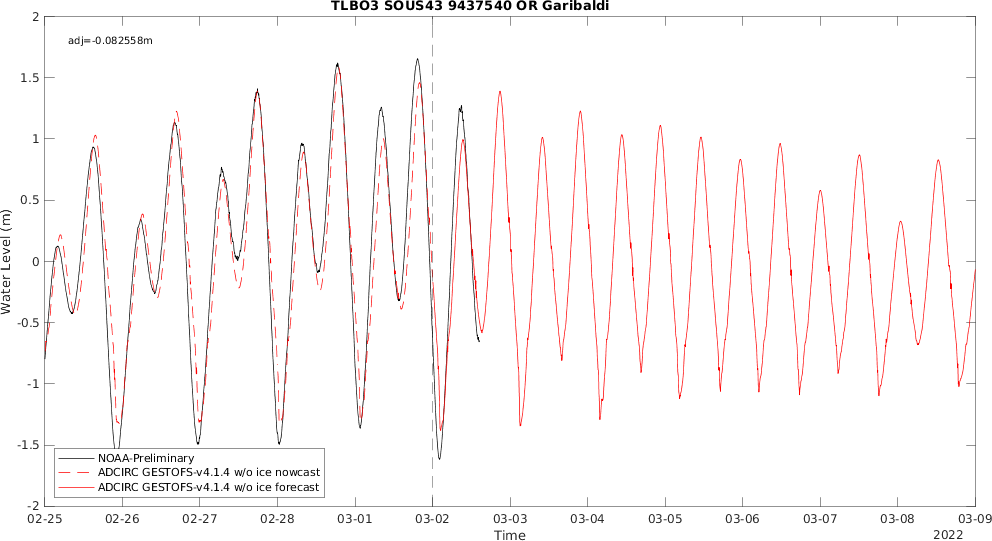 TLBO3 SOUS43 9437540 OR Garibaldi
adj=-0.082558m
2
1.5
1
0.5
0
-0.5
-1
-1.5
-2
Water Level (m)
NOAA-Preliminary
ADCIRC GESTOFS-v4.1.4 w/o ice nowcast
ADCIRC GESTOFS-v4.1.4 w/o ice forecast
02-25 02-26 02-27 02-28 03-01 03-02 03-03 03-04 03-05 03-06 03-07 03-08 03-09
Time
2022